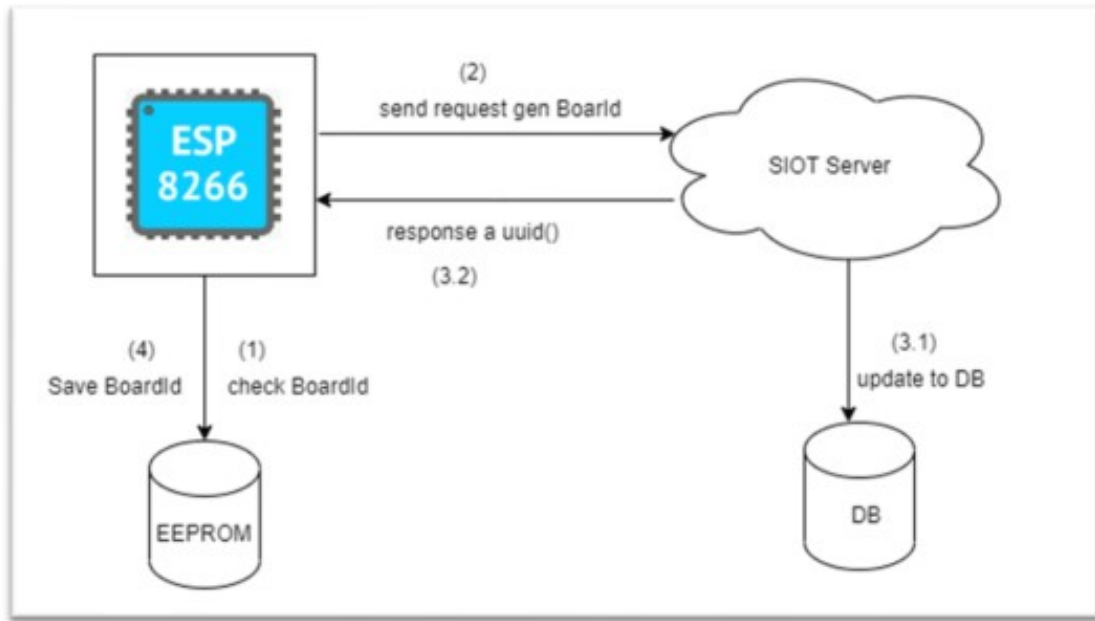 (2)
send request gen BoarId
ESP
8266
SIOT Server
response a uuid()
(3.2)
(4)
Save BoardId
(1)
check BoardId
(3.1)
update to DB
EEPROM
DB